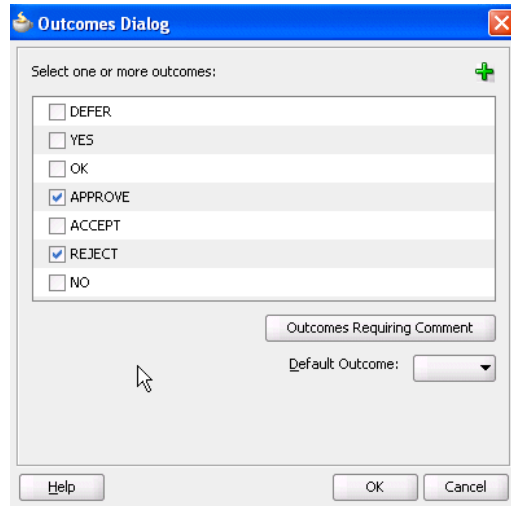 Outcomes Dialog
Select one or more outcomes:
DEFER
YES
OK
APPROVE
ACCEPT
REJECT
NO
Outcomes Requiring Comment
Default Outcome:
Help OK Cancel